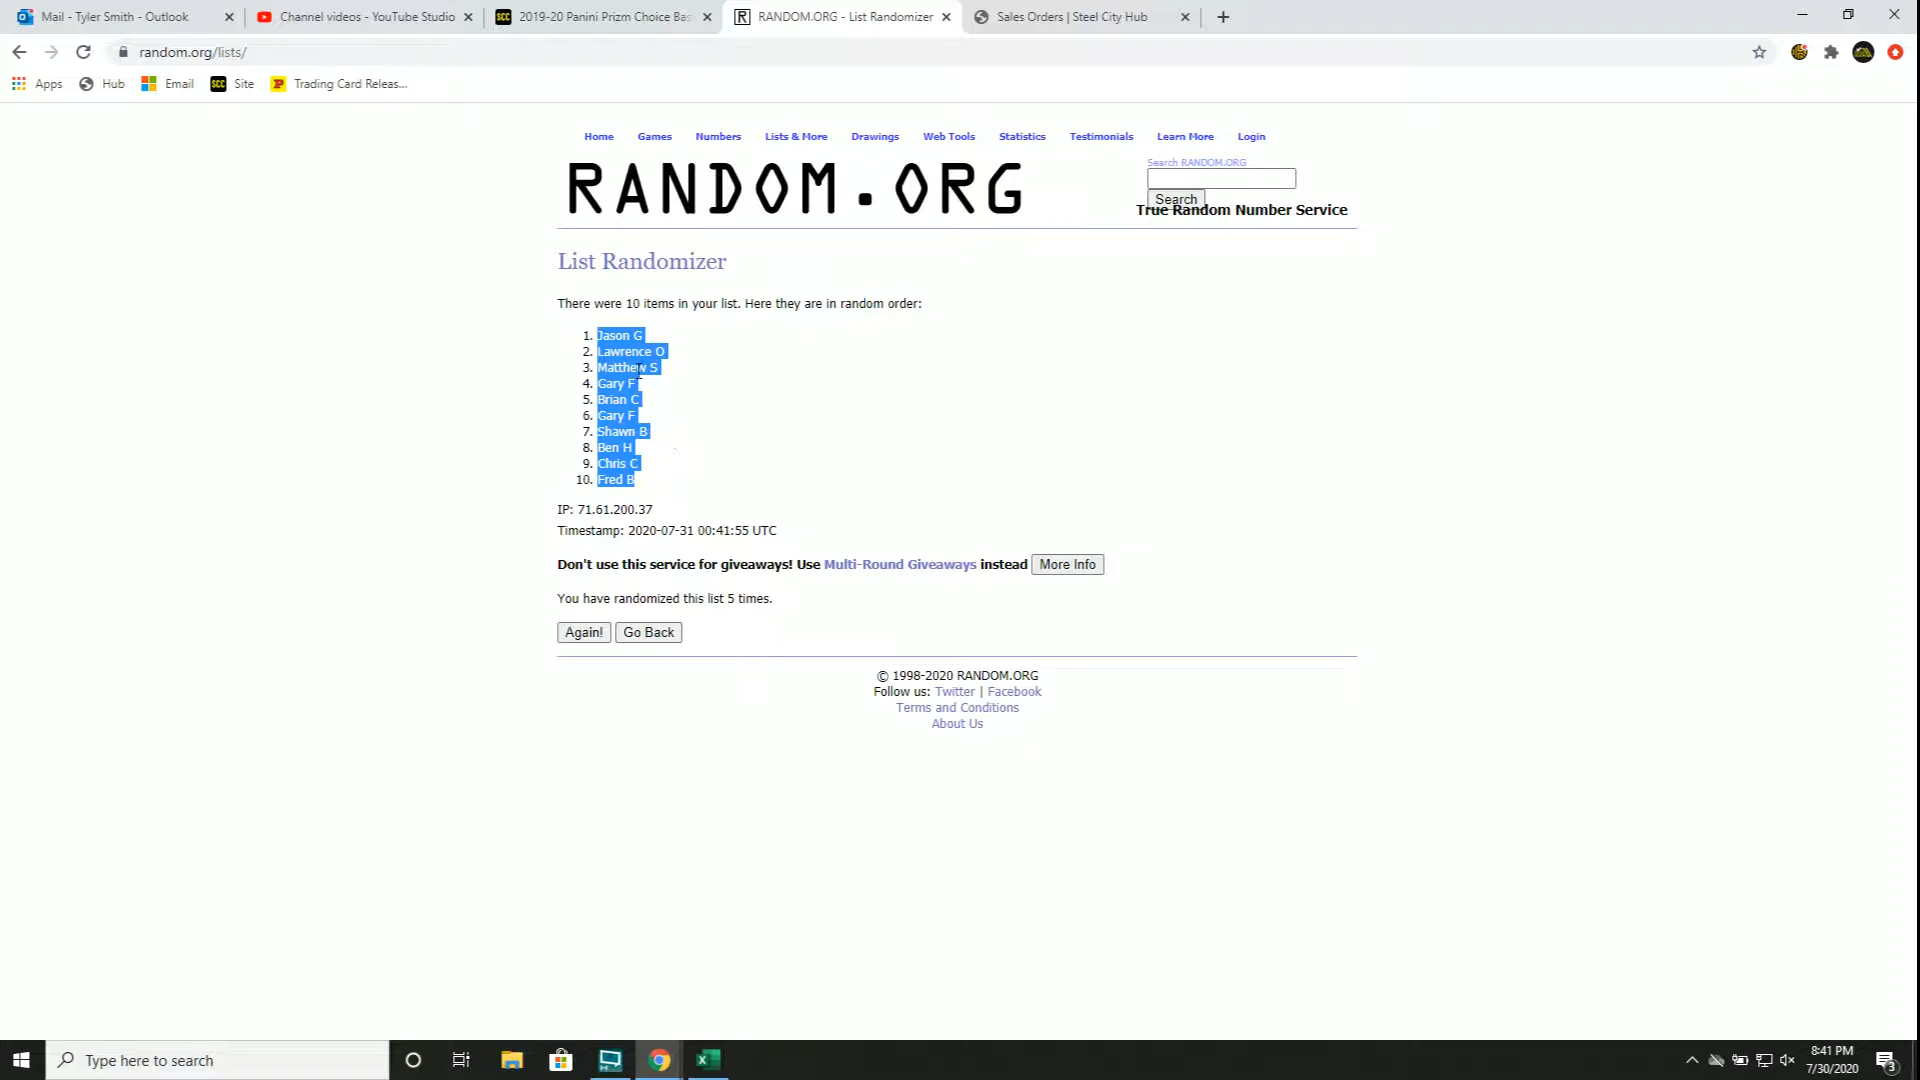 Mail - Tyler Smith - Outlook
Channel videos - YouTube Studio
SCC 2019-20 Panini Prizm Choice Bas
R RANDOM.ORG - List Randomizer
Sales Orders | Steel City Hub
random.org/lists/
Apps
Hub
Email
SCC Site
P Trading Card Releas...
Home Games Numbers Lists & More Drawings Web Tools Statistics Testimonials Learn More Login
RANDOM.ORG
Search RANDOM.ORG
Search
True Random Number Service
List Randomizer
There were 10 items in your list. Here they are in random order:
1. Jason G
2. Lawrence O
3. Matthew S
4. Gary F
5. Brian C
6. Gary F
7. Shawn B
8. Ben H
9. Chris C
10. Fred B
IP: 71.61.200.37
Timestamp: 2020-07-31 00:41:55 UTC
Don't use this service for giveaways! Use Multi-Round Giveaways instead More Info
You have randomized this list 5 times.
Again! Go Back
© 1998-2020 RANDOM.ORG
Follow us: Twitter | Facebook
Terms and Conditions
About Us
Type here to search
8:41 PM
7/30/2020
3